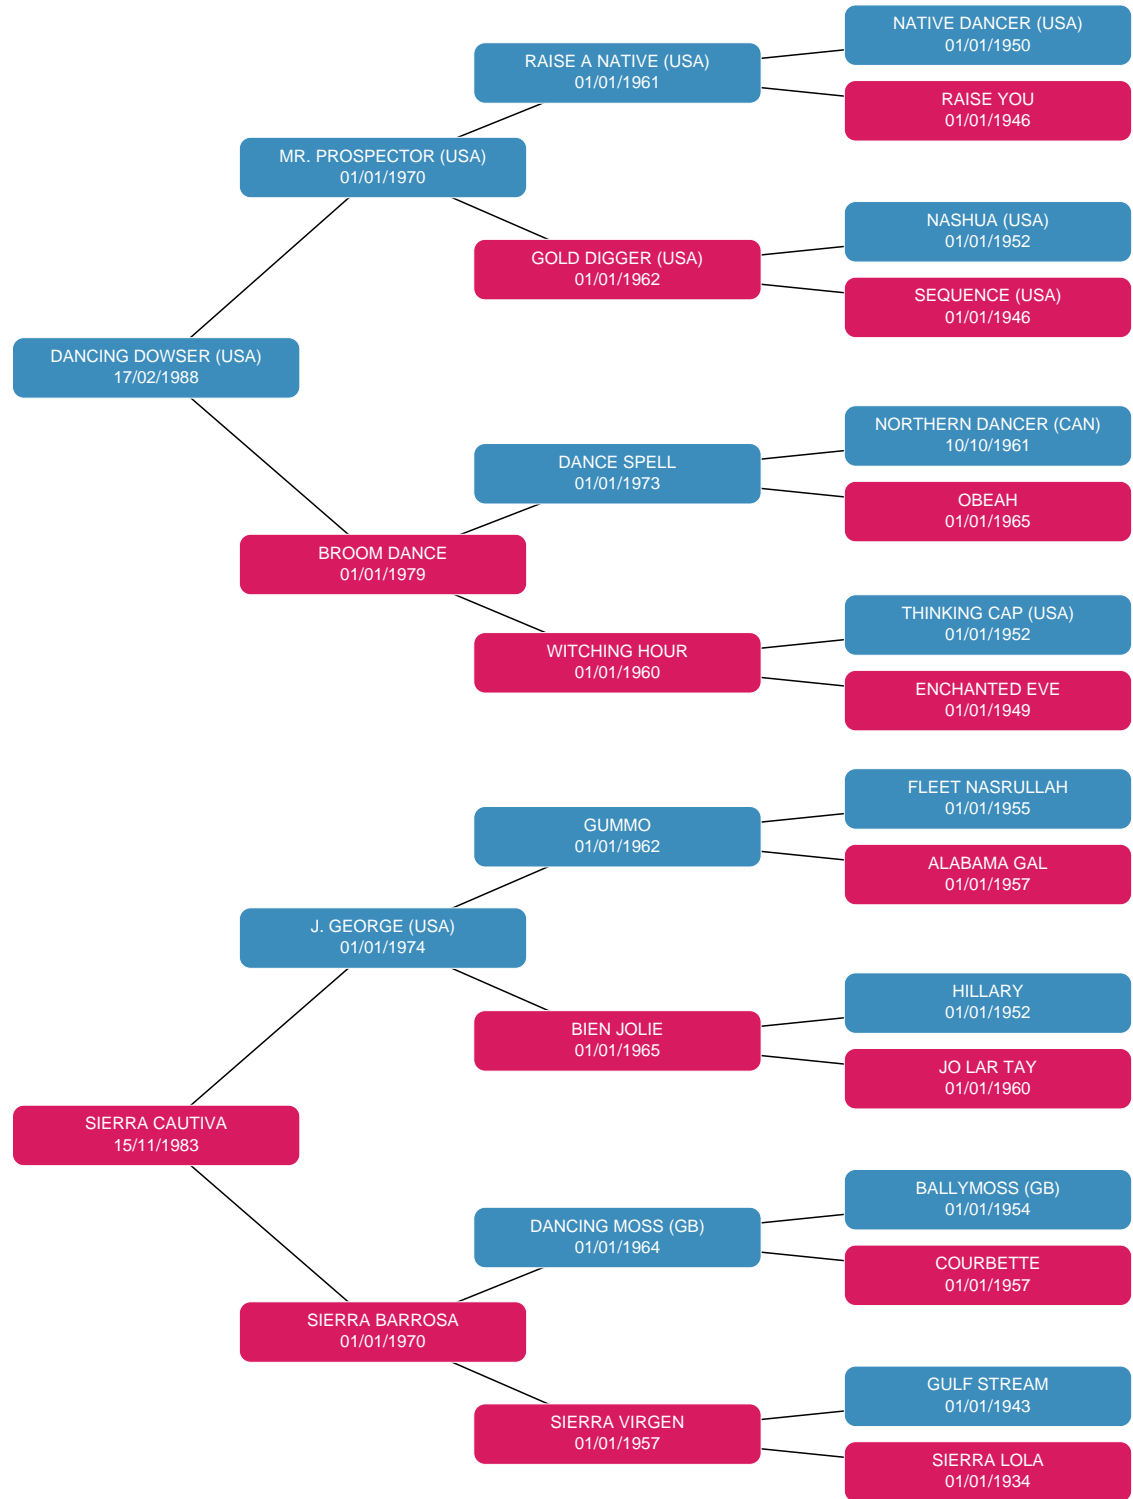 NATIVE DANCER (USA)
01/01/1950
RAISE A NATIVE (USA)
01/01/1961
RAISE YOU
01/01/1946
MR. PROSPECTOR (USA)
01/01/1970
NASHUA (USA)
01/01/1952
GOLD DIGGER (USA)
01/01/1962
SEQUENCE (USA)
01/01/1946
DANCING DOWSER (USA)
17/02/1988
NORTHERN DANCER (CAN)
10/10/1961
DANCE SPELL
01/01/1973
OBEAH
01/01/1965
BROOM DANCE
01/01/1979
THINKING CAP (USA)
01/01/1952
WITCHING HOUR
01/01/1960
ENCHANTED EVE
01/01/1949
FLEET NASRULLAH
01/01/1955
GUMMO
01/01/1962
ALABAMA GAL
01/01/1957
J. GEORGE (USA)
01/01/1974
HILLARY
01/01/1952
BIEN JOLIE
01/01/1965
JO LAR TAY
01/01/1960
SIERRA CAUTIVA
15/11/1983
BALLYMOSS (GB)
01/01/1954
DANCING MOSS (GB)
01/01/1964
COURBETTE
01/01/1957
SIERRA BARROSA
01/01/1970
GULF STREAM
01/01/1943
SIERRA VIRGEN
01/01/1957
SIERRA LOLA
01/01/1934